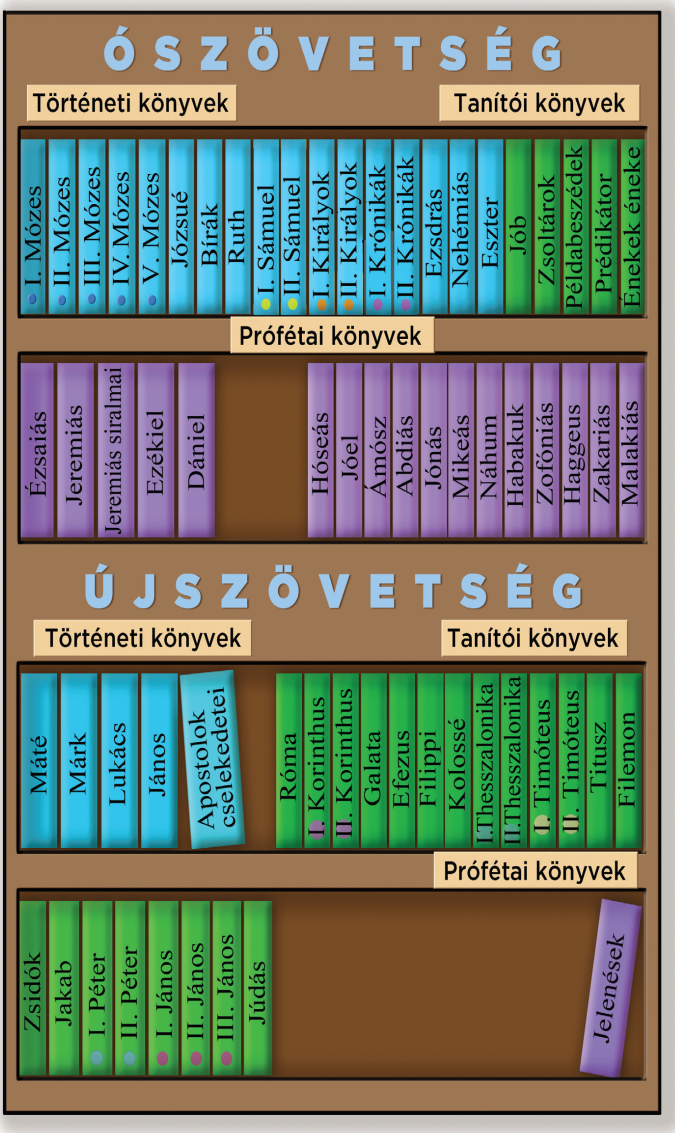 ÓSZÖVETSÉG
Történeti könyvek
Tanítói könyvek
I. Mózes
II. Mózes
III. Mózes
IV. Mózes
V. Mózes
Józsué
Bírák
Ruth
I. Sámuel
II. Sámuel
I. Királyok
II. Királyok
I. Krónikák
II. Krónikák
Ezsdrás
Nehémiás
Eszter
Jób
Zsoltárok
Példabeszédek
Prédikátor
Énekek éneke
Prófétai könyvek
Ézsaiás
Jeremiás
Jeremiás siralmai
Ezékiel
Dániel
Hóseás
Jóel
Ámósz
Abdiás
Jónás
Mikeás
Náhum
Habakuk
Zofóniás
Haggeus
Zakariás
Malakiás
ÚJSZÖVETSÉG
Történeti könyvek
Tanítói könyvek
Máté
Márk
Lukács
János
Apostolok
cselekedetei
Róma
I. Korinthus
II. Korinthus
Galata
Efezus
Filippi
Kolossé
I.Thesszalonika
II.Thesszalonika
I. Timóteus
II. Timóteus
Titusz
Filemon
Prófétai könyvek
Zsidók
Jakab
I. Péter
II. Péter
I. János
II. János
III. János
Júdás
Jelenések